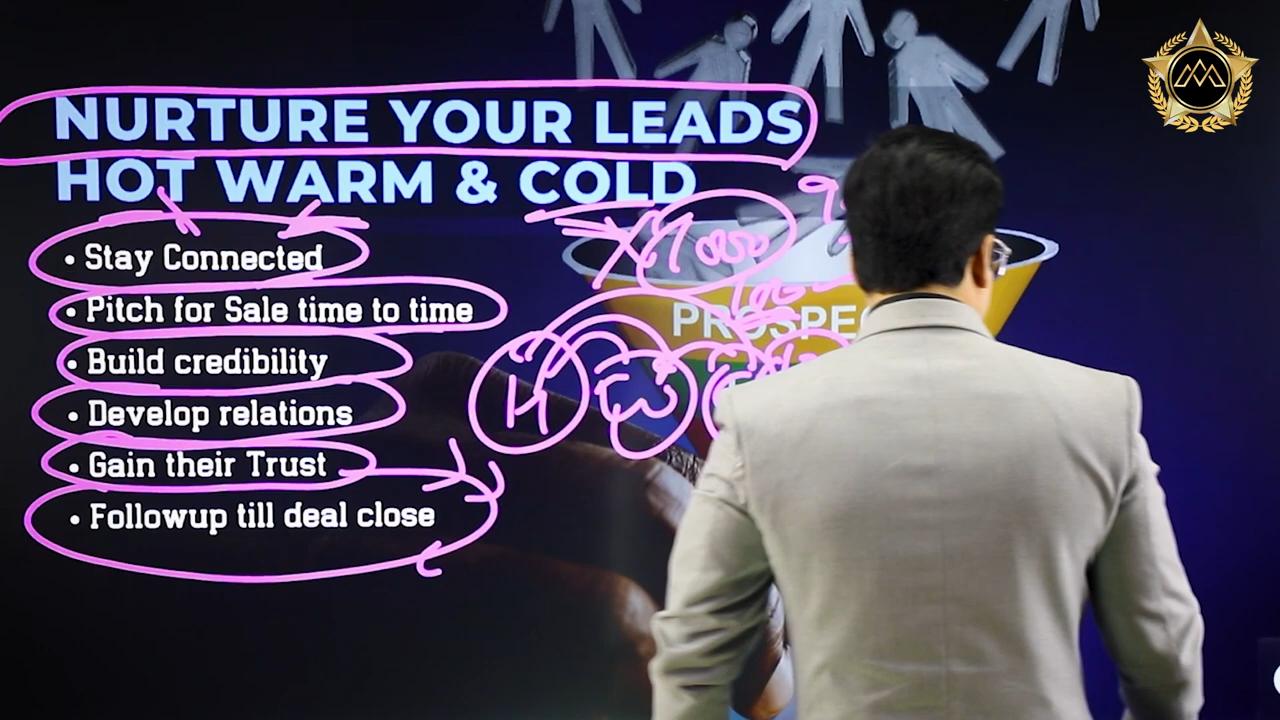 NURTURE YOUR LEADS
HOT WARM & COLD
• Stay Connected
• Pitch for Sale time to time
• Build credibility
• Develop relations
• Gain their Trust
• Followup till deal close
H
W